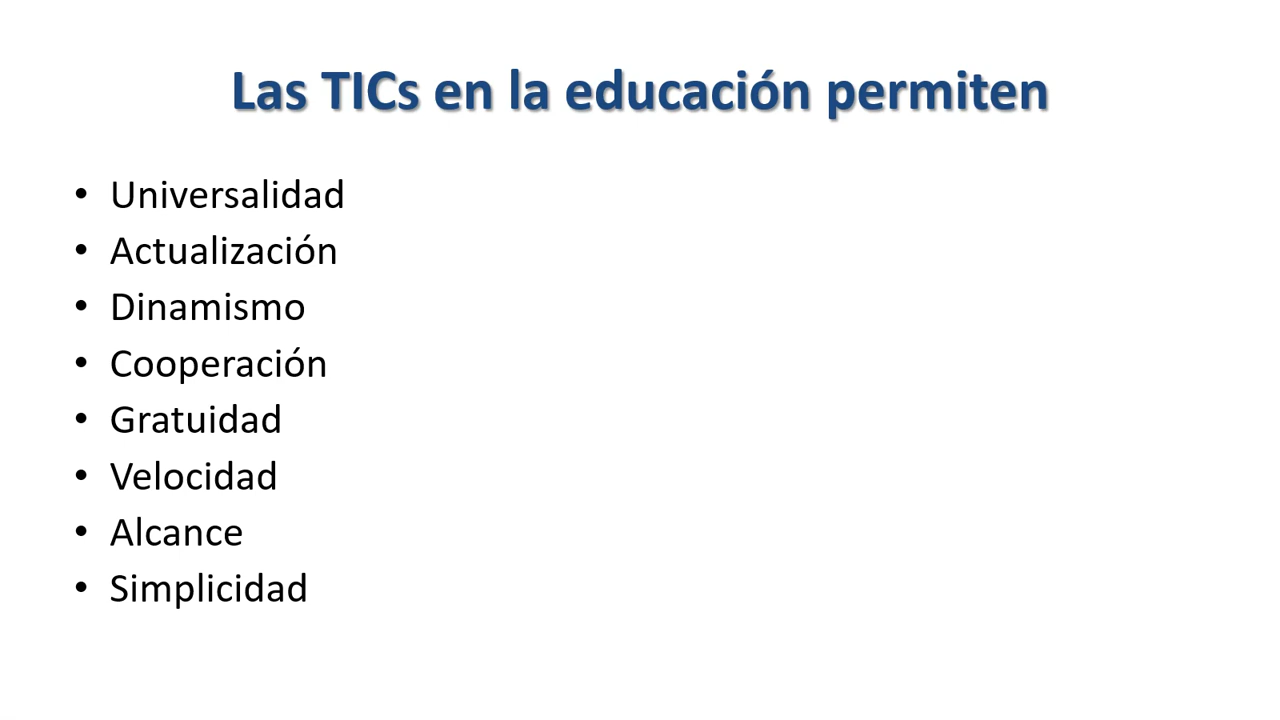 Las TICs en la educación permiten
• Universalidad
• Actualización
• Dinamismo
• Cooperación
• Gratuidad
• Velocidad
• Alcance
• Simplicidad